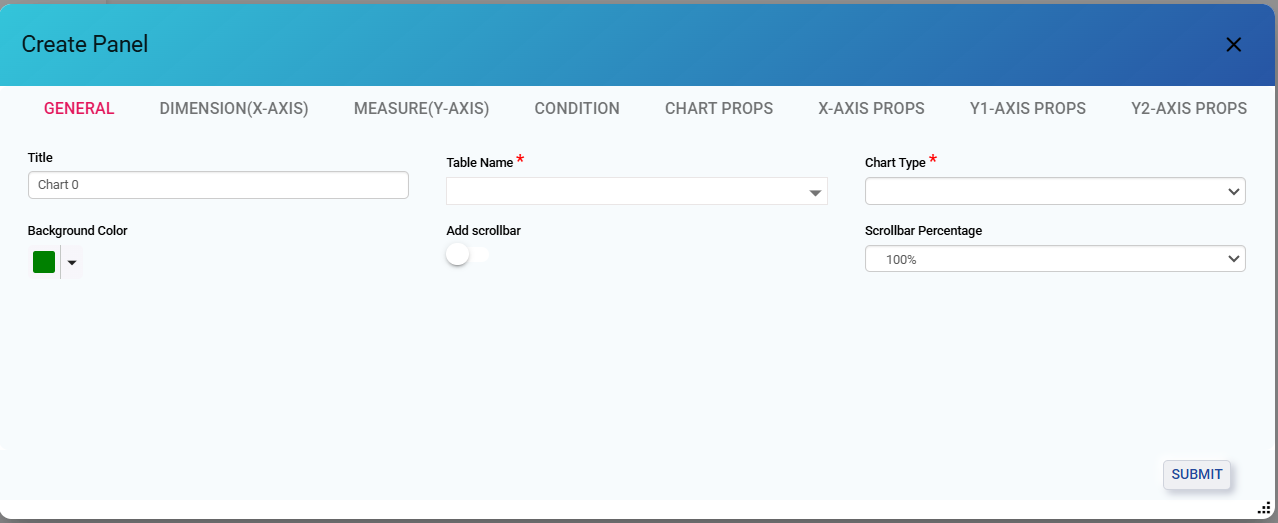 Create Panel
GENERAL DIMENSION(X-AXIS) MEASURE(Y-AXIS) CONDITION CHART PROPS X-AXIS PROPS Y1-AXIS PROPS Y2-AXIS PROPS
Title Table Name * Chart Type *
Chart 0
Background Color Add scrollbar Scrollbar Percentage
100%
SUBMIT